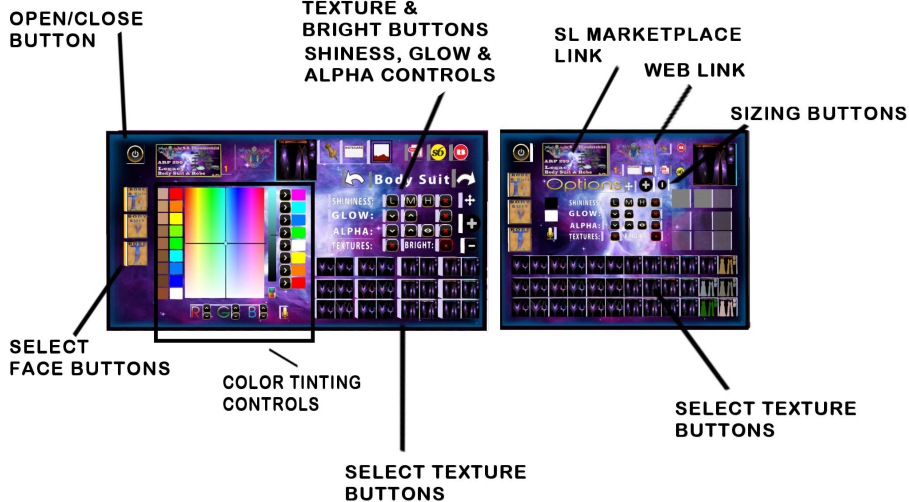 OPEN/CLOSE
BUTTON
TEXTURE &
BRIGHT BUTTONS
SHINESS, GLOW &
ALPHA CONTROLS
SL MARKETPLACE
LINK
WEB LINK
SIZING BUTTONS
Body Suit
SHININESS: L M H
GLOW:
ALPHA:
TEXTURES: BRIGHT:
R G B
Options+
SHININESS: M H
GLOW:
ALPHA:
TEXTURES:
SELECT
FACE BUTTONS
COLOR TINTING
CONTROLS
SELECT TEXTURE
BUTTONS
SELECT TEXTURE
BUTTONS